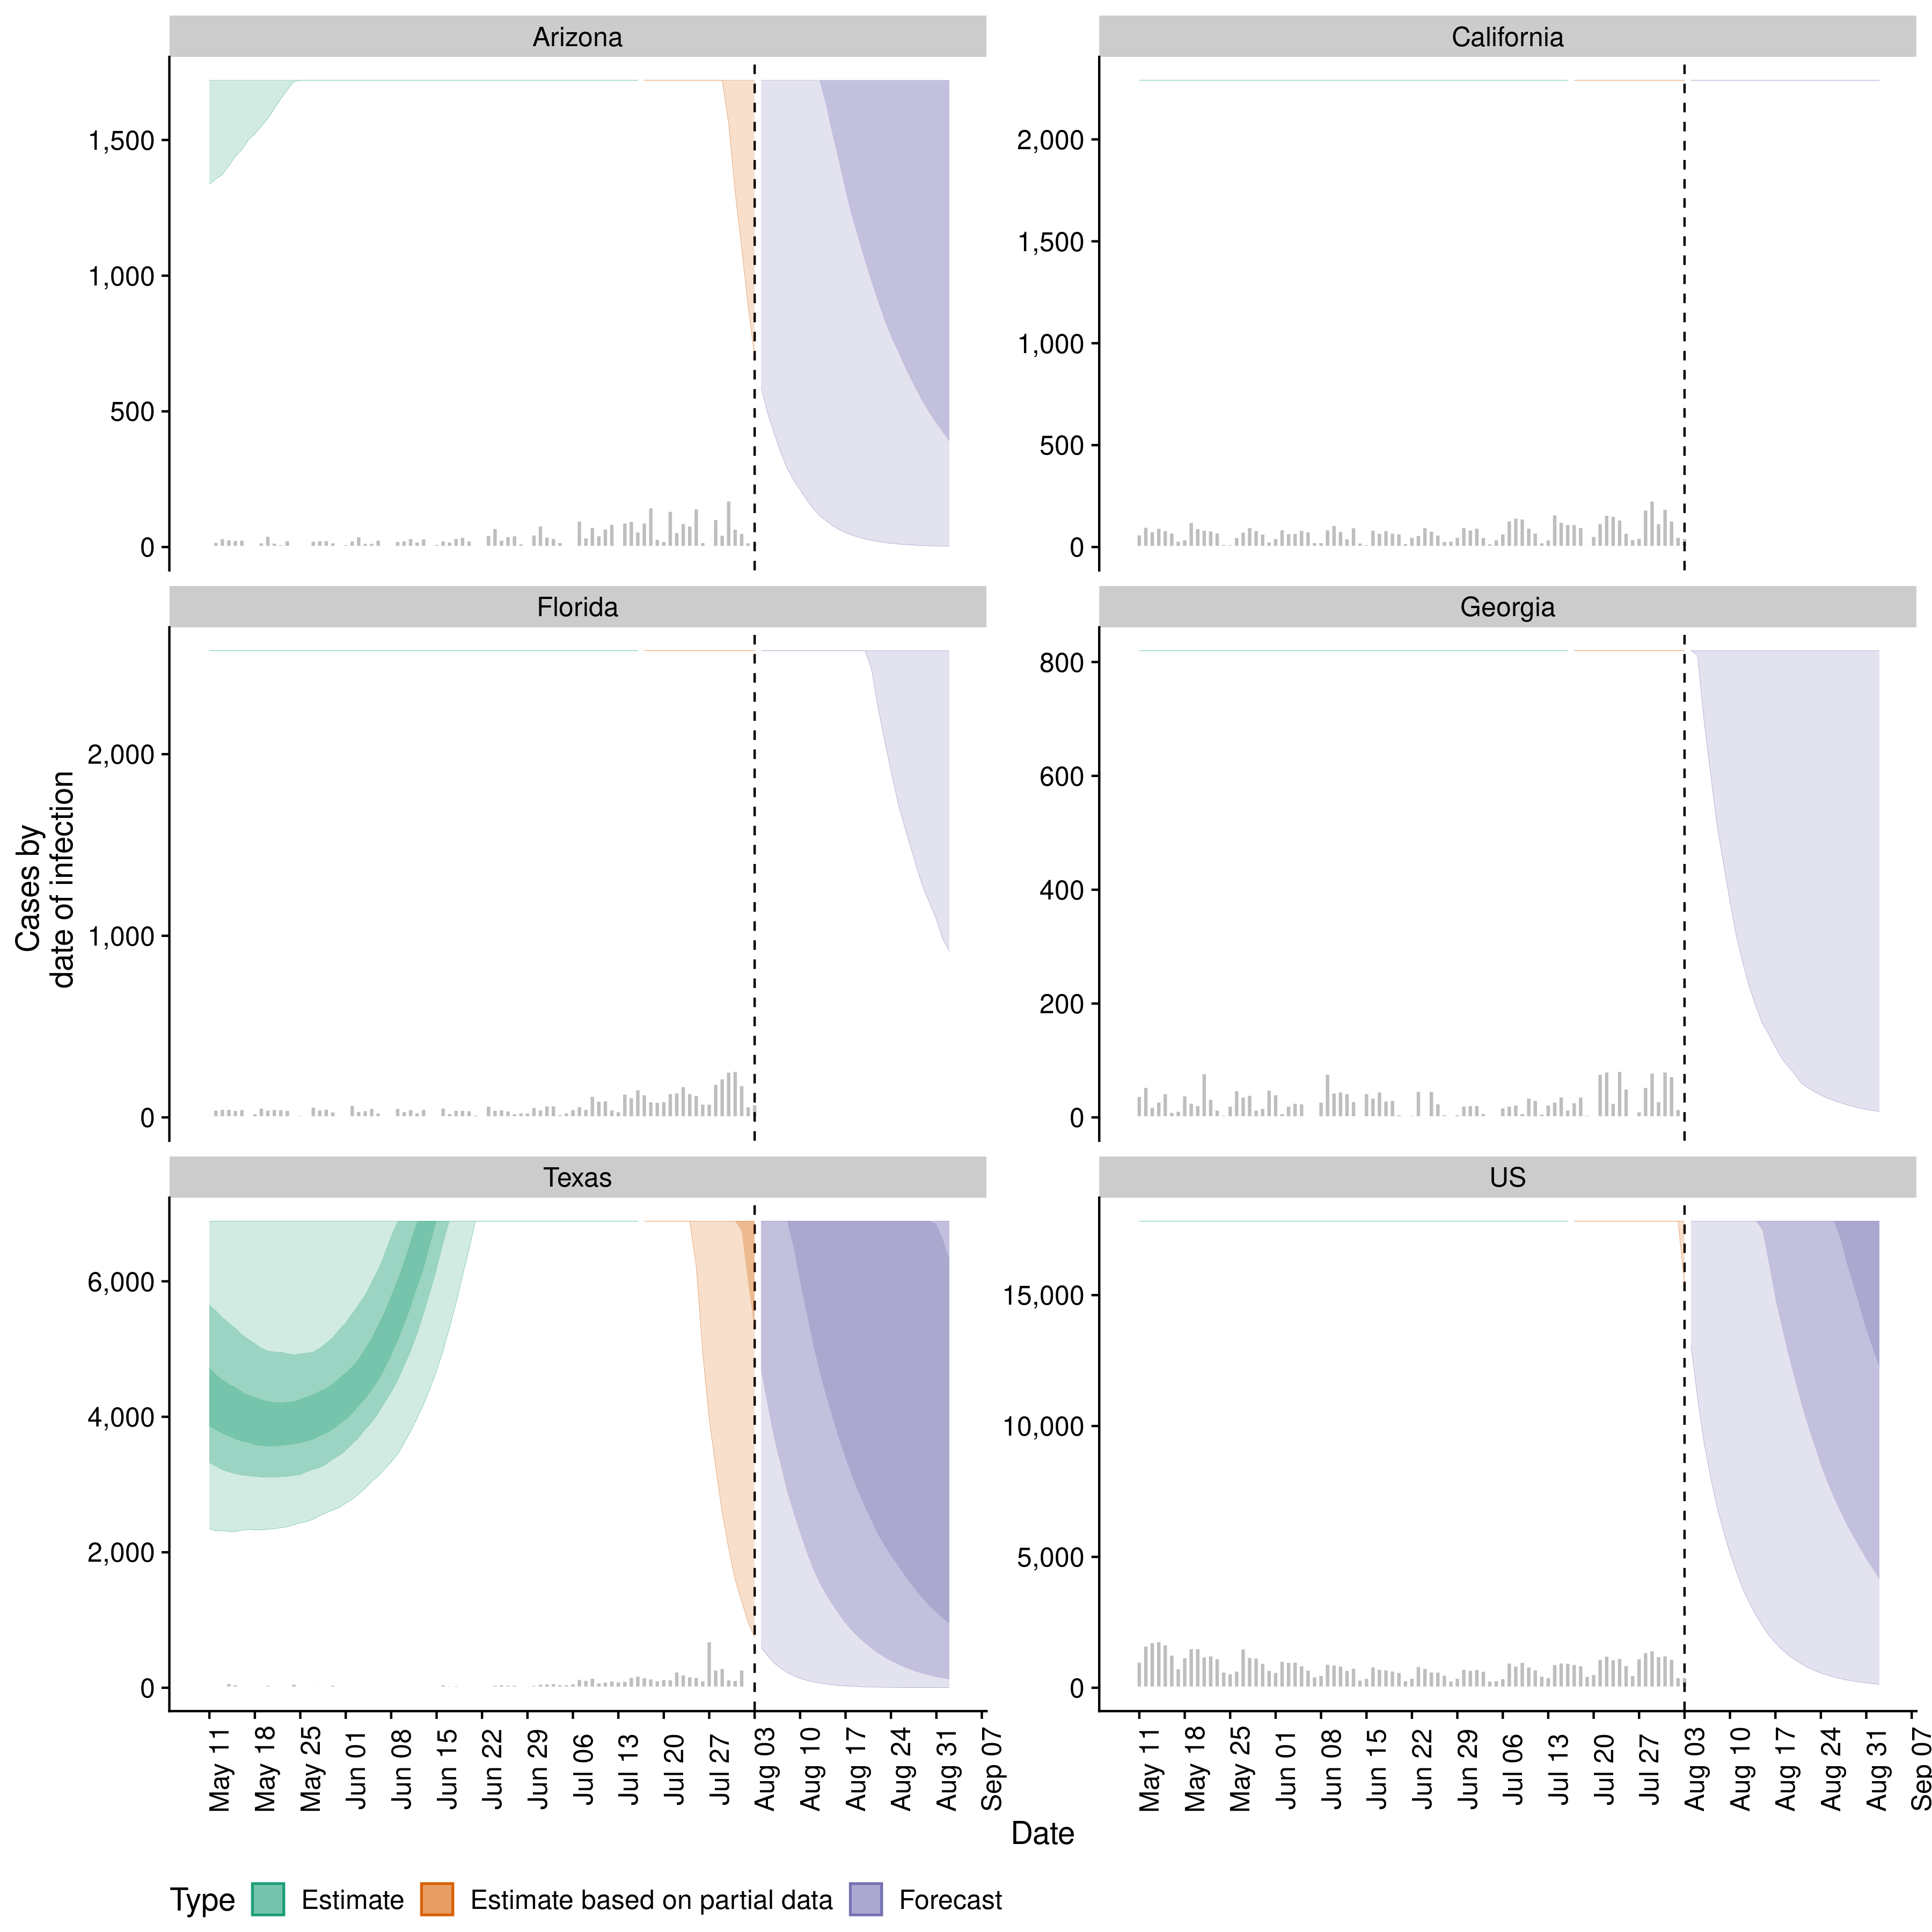 Arizona
California
1,500
1,000
500
0
2,000
1,500
1,000
500
0
Florida
Georgia
2,000
1,000
0
800
600
400
200
0
Cases by
date of infection
Texas
US
6,000
4,000
2,000
0
15,000
10,000
5,000
0
May 11
May 18
May 25
Jun 01
Jun 08
Jun 15
Jun 22
Jun 29
Jul 06
Jul 13
Jul 20
Jul 27
Aug 03
Aug 10
Aug 17
Aug 24
Aug 31
Sep 07
May 11
May 18
May 25
Jun 01
Jun 08
Jun 15
Jun 22
Jun 29
Jul 06
Jul 13
Jul 20
Jul 27
Aug 03
Aug 10
Aug 17
Aug 24
Aug 31
Sep 07
Date
Type
Estimate
Estimate based on partial data
Forecast